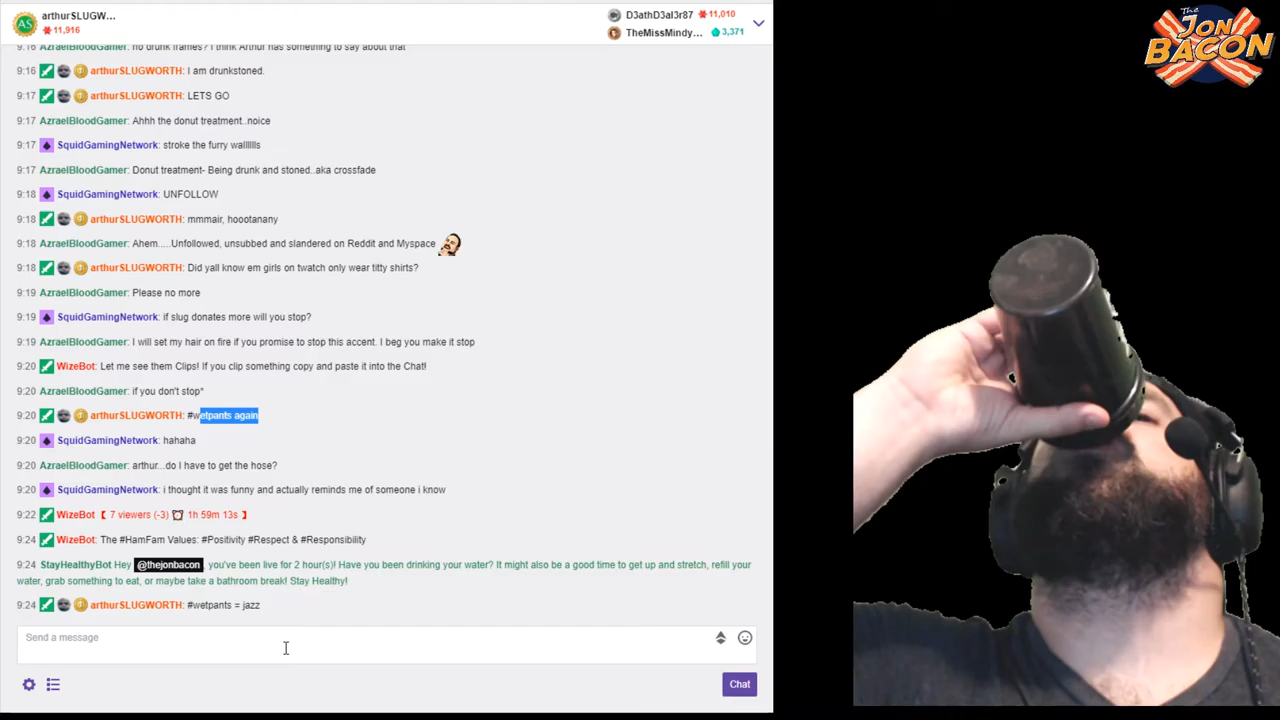 arthurSLUGW...
11,916
D3athD3al3r87 11,010
TheMissMindy... 3,371
The
JON
BACON
9:16 AzraelBloodGamer: no drunk frames? I think Arthur has something to say about that
9:16 arthurSLUGWORTH: I am drunkstoned.
9:17 arthurSLUGWORTH: LETS GO
9:17 AzraelBloodGamer: Ahhh the donut treatment..noice
9:17 SquidGamingNetwork: stroke the furry wallllllls
9:17 AzraelBloodGamer: Donut treatment- Being drunk and stoned..aka crossfade
9:18 SquidGamingNetwork: UNFOLLOW
9:18 arthurSLUGWORTH: mmmair, hoootanany
9:18 AzraelBloodGamer: Ahem.....Unfollowed, unsubbed and slandered on Reddit and Myspace
9:18 arthurSLUGWORTH: Did yall know em girls on twatch only wear titty shirts?
9:19 AzraelBloodGamer: Please no more
9:19 SquidGamingNetwork: if slug donates more will you stop?
9:19 AzraelBloodGamer: I will set my hair on fire if you promise to stop this accent. I beg you make it stop
9:20 WizeBot: Let me see them Clips! If you clip something copy and paste it into the Chat!
9:20 AzraelBloodGamer: if you don't stop*
9:20 arthurSLUGWORTH: #wetpants again
9:20 SquidGamingNetwork: hahaha
9:20 AzraelBloodGamer: arthur...do I have to get the hose?
9:20 SquidGamingNetwork: i thought it was funny and actually reminds me of someone i know
9:22 WizeBot 【 7 viewers (-3) ⏰ 1h 59m 13s 】
9:24 WizeBot: The #HamFam Values: #Positivity #Respect & #Responsibility
9:24 StayHealthyBot Hey @thejonbacon, you've been live for 2 hour(s)! Have you been drinking your water? It might also be a good time to get up and stretch, refill your
water, grab something to eat, or maybe take a bathroom break! Stay Healthy!
9:24 arthurSLUGWORTH: #wetpants = jazz
Send a message
Chat